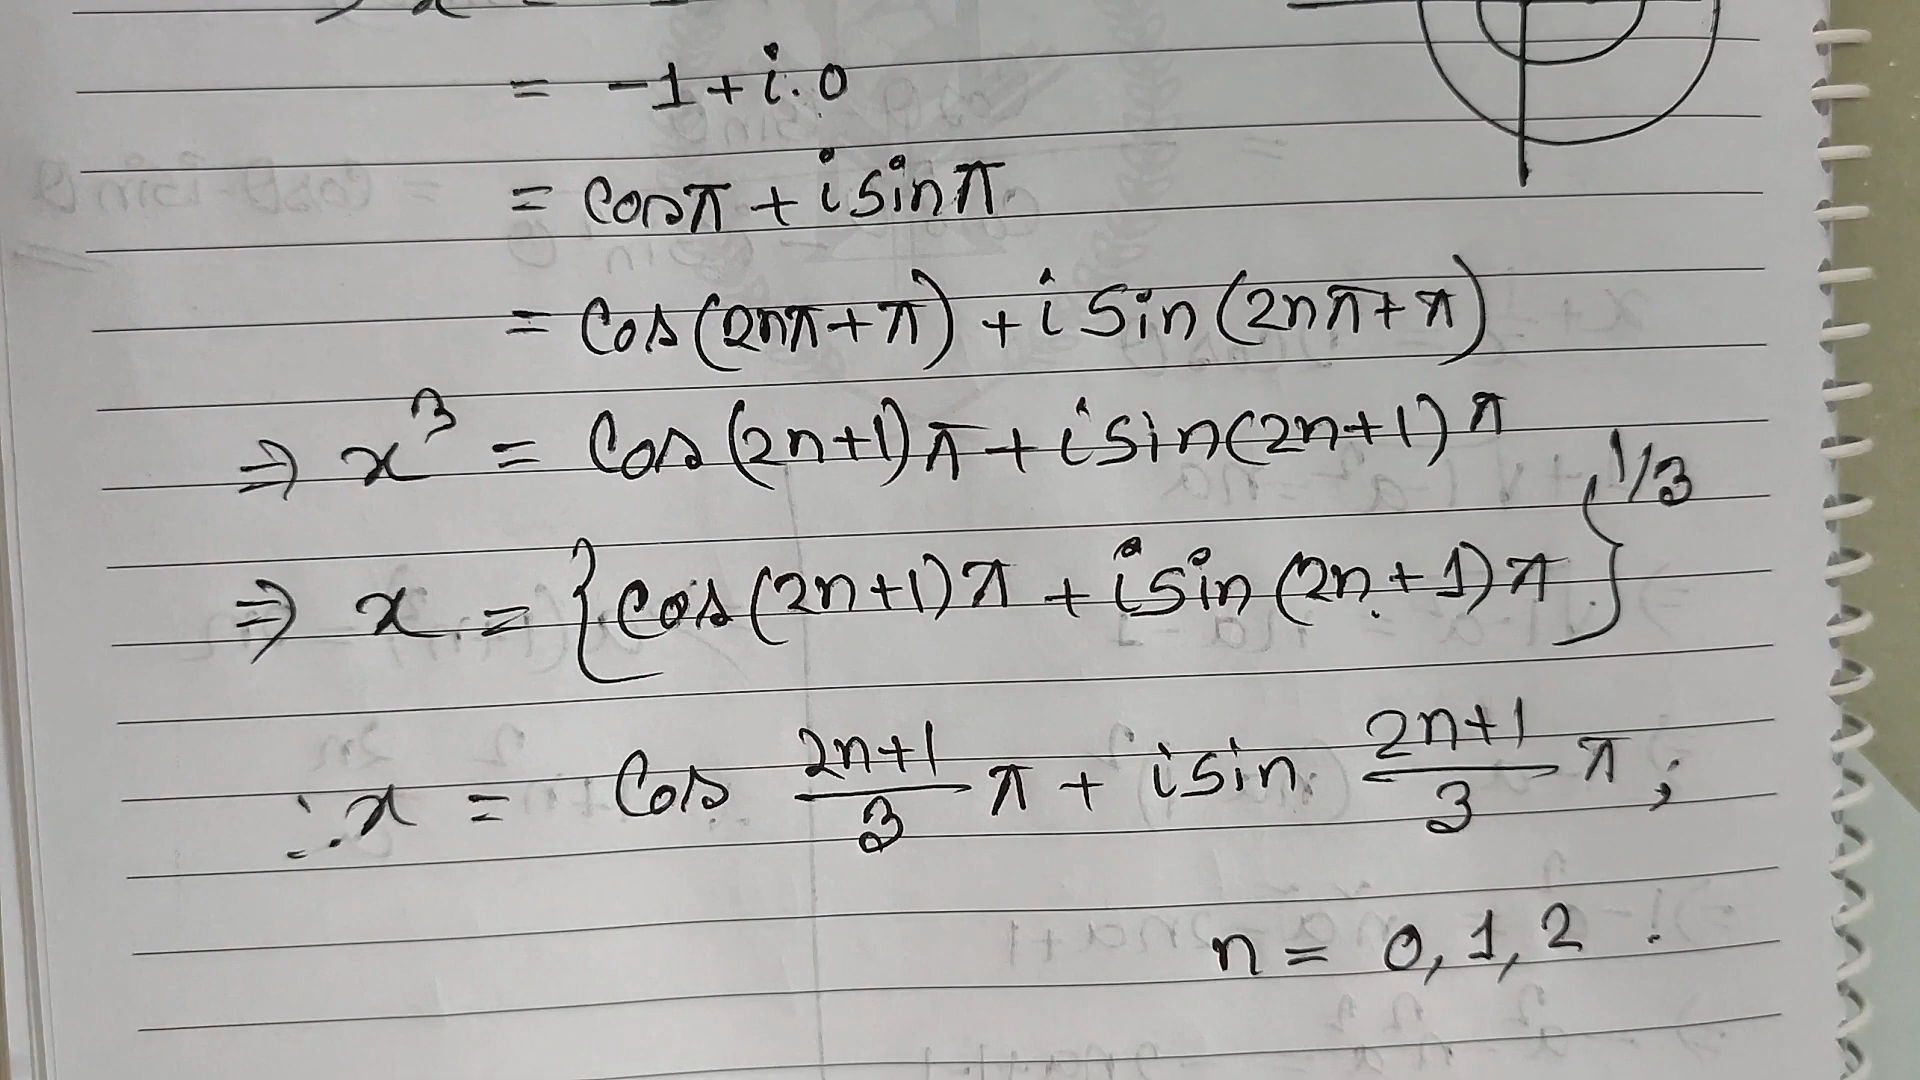 = -1 + i.0
= Cosπ + i sinπ
= Cos(2nπ+π) + i Sin(2nπ+π)
⇒ x³ = Cos(2n+1)π + i sin(2n+1)π
⇒ x = {Cos(2n+1)π + i sin(2n+1)π}^1/3
∴ x = Cos (2n+1)/3 π + i sin (2n+1)/3 π ;
n = 0, 1, 2 .